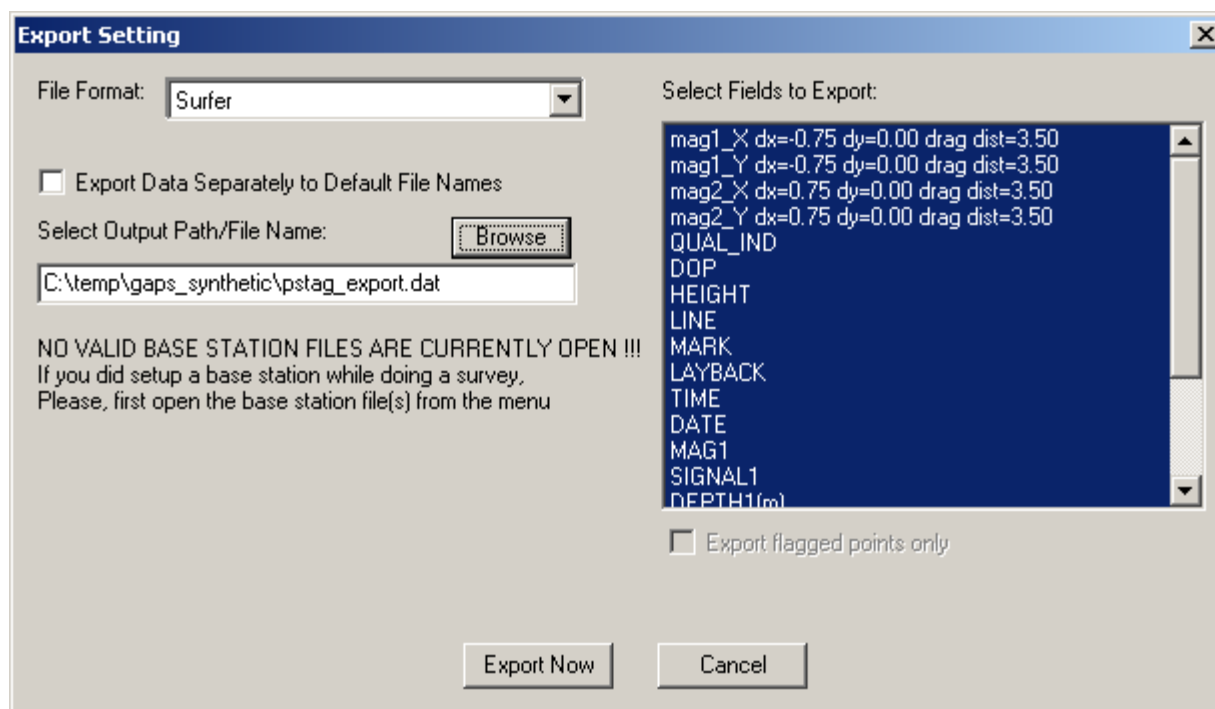 Export Setting
File Format:
Surfer
Export Data Separately to Default File Names
Select Output Path/File Name:
Browse
C:\temp\gaps_synthetic\pstag_export.dat
NO VALID BASE STATION FILES ARE CURRENTLY OPEN !!!
If you did setup a base station while doing a survey,
Please, first open the base station file(s) from the menu
Select Fields to Export:
mag1_X dx=-0.75 dy=0.00 drag dist=3.50
mag1_Y dx=-0.75 dy=0.00 drag dist=3.50
mag2_X dx=0.75 dy=0.00 drag dist=3.50
mag2_Y dx=0.75 dy=0.00 drag dist=3.50
QUAL_IND
DOP
HEIGHT
LINE
MARK
LAYBACK
TIME
DATE
MAG1
SIGNAL1
DEPTH1(m)
Export flagged points only
Export Now
Cancel